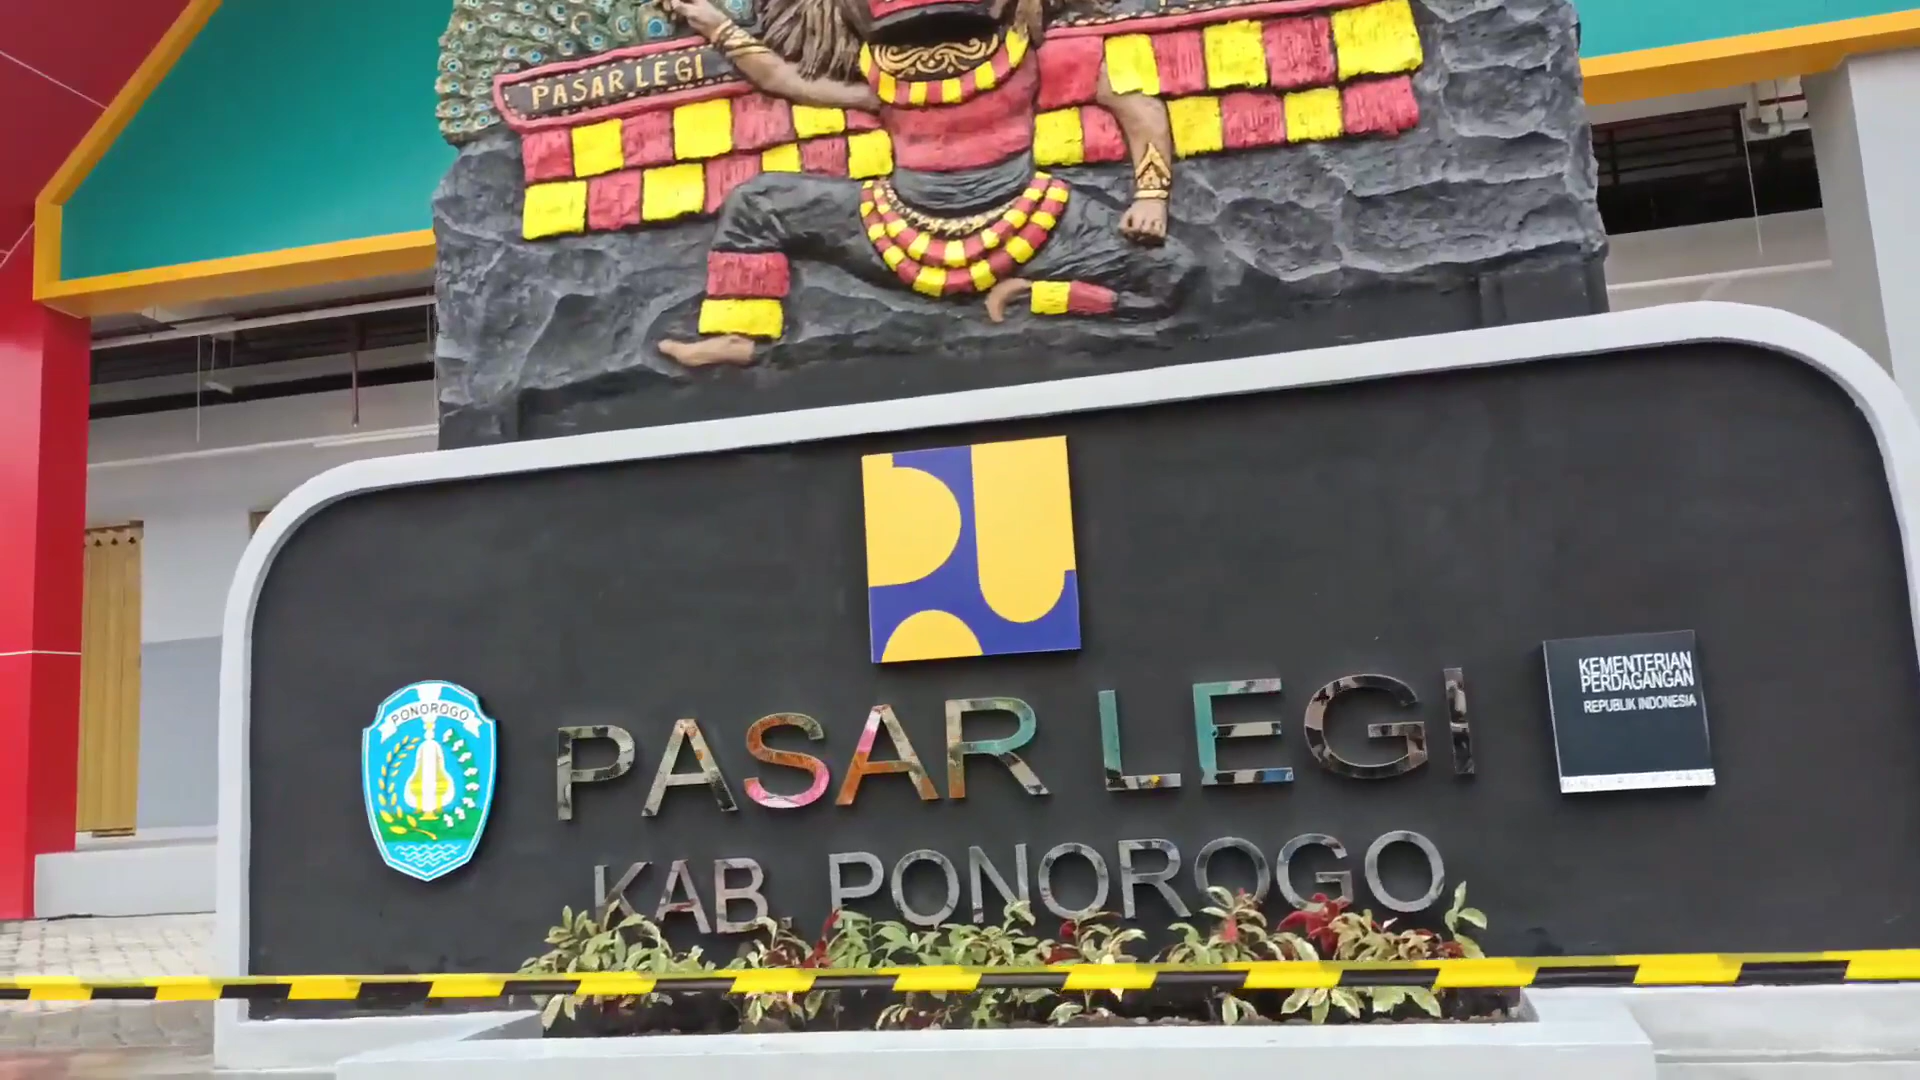 PASAR LEGI
PONOROGO
PASAR LEGI
KAB. PONOROGO
KEMENTERIAN
PERDAGANGAN
REPUBLIK INDONESIA